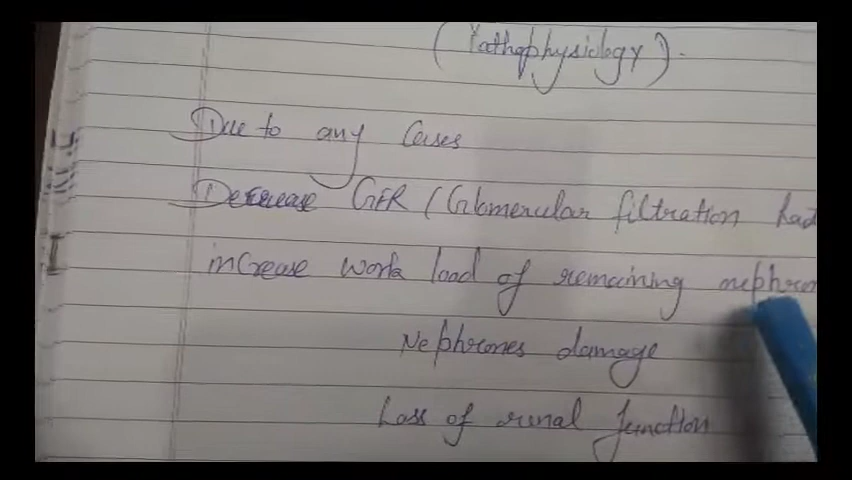 (Pathophysiology).
Due to any Cases
Decrease GFR (Glomerular filtration
increase work load of remaining nephron
Nephrones damage
Loss of renal function